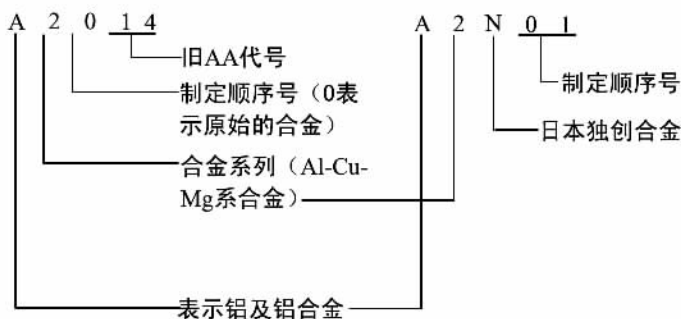 A 2 0 14
A 2 N 0 1
旧AA代号
制定顺序号（0表
示原始的合金）
制定顺序号
日本独创合金
合金系列（Al-Cu-
Mg系合金）
表示铝及铝合金